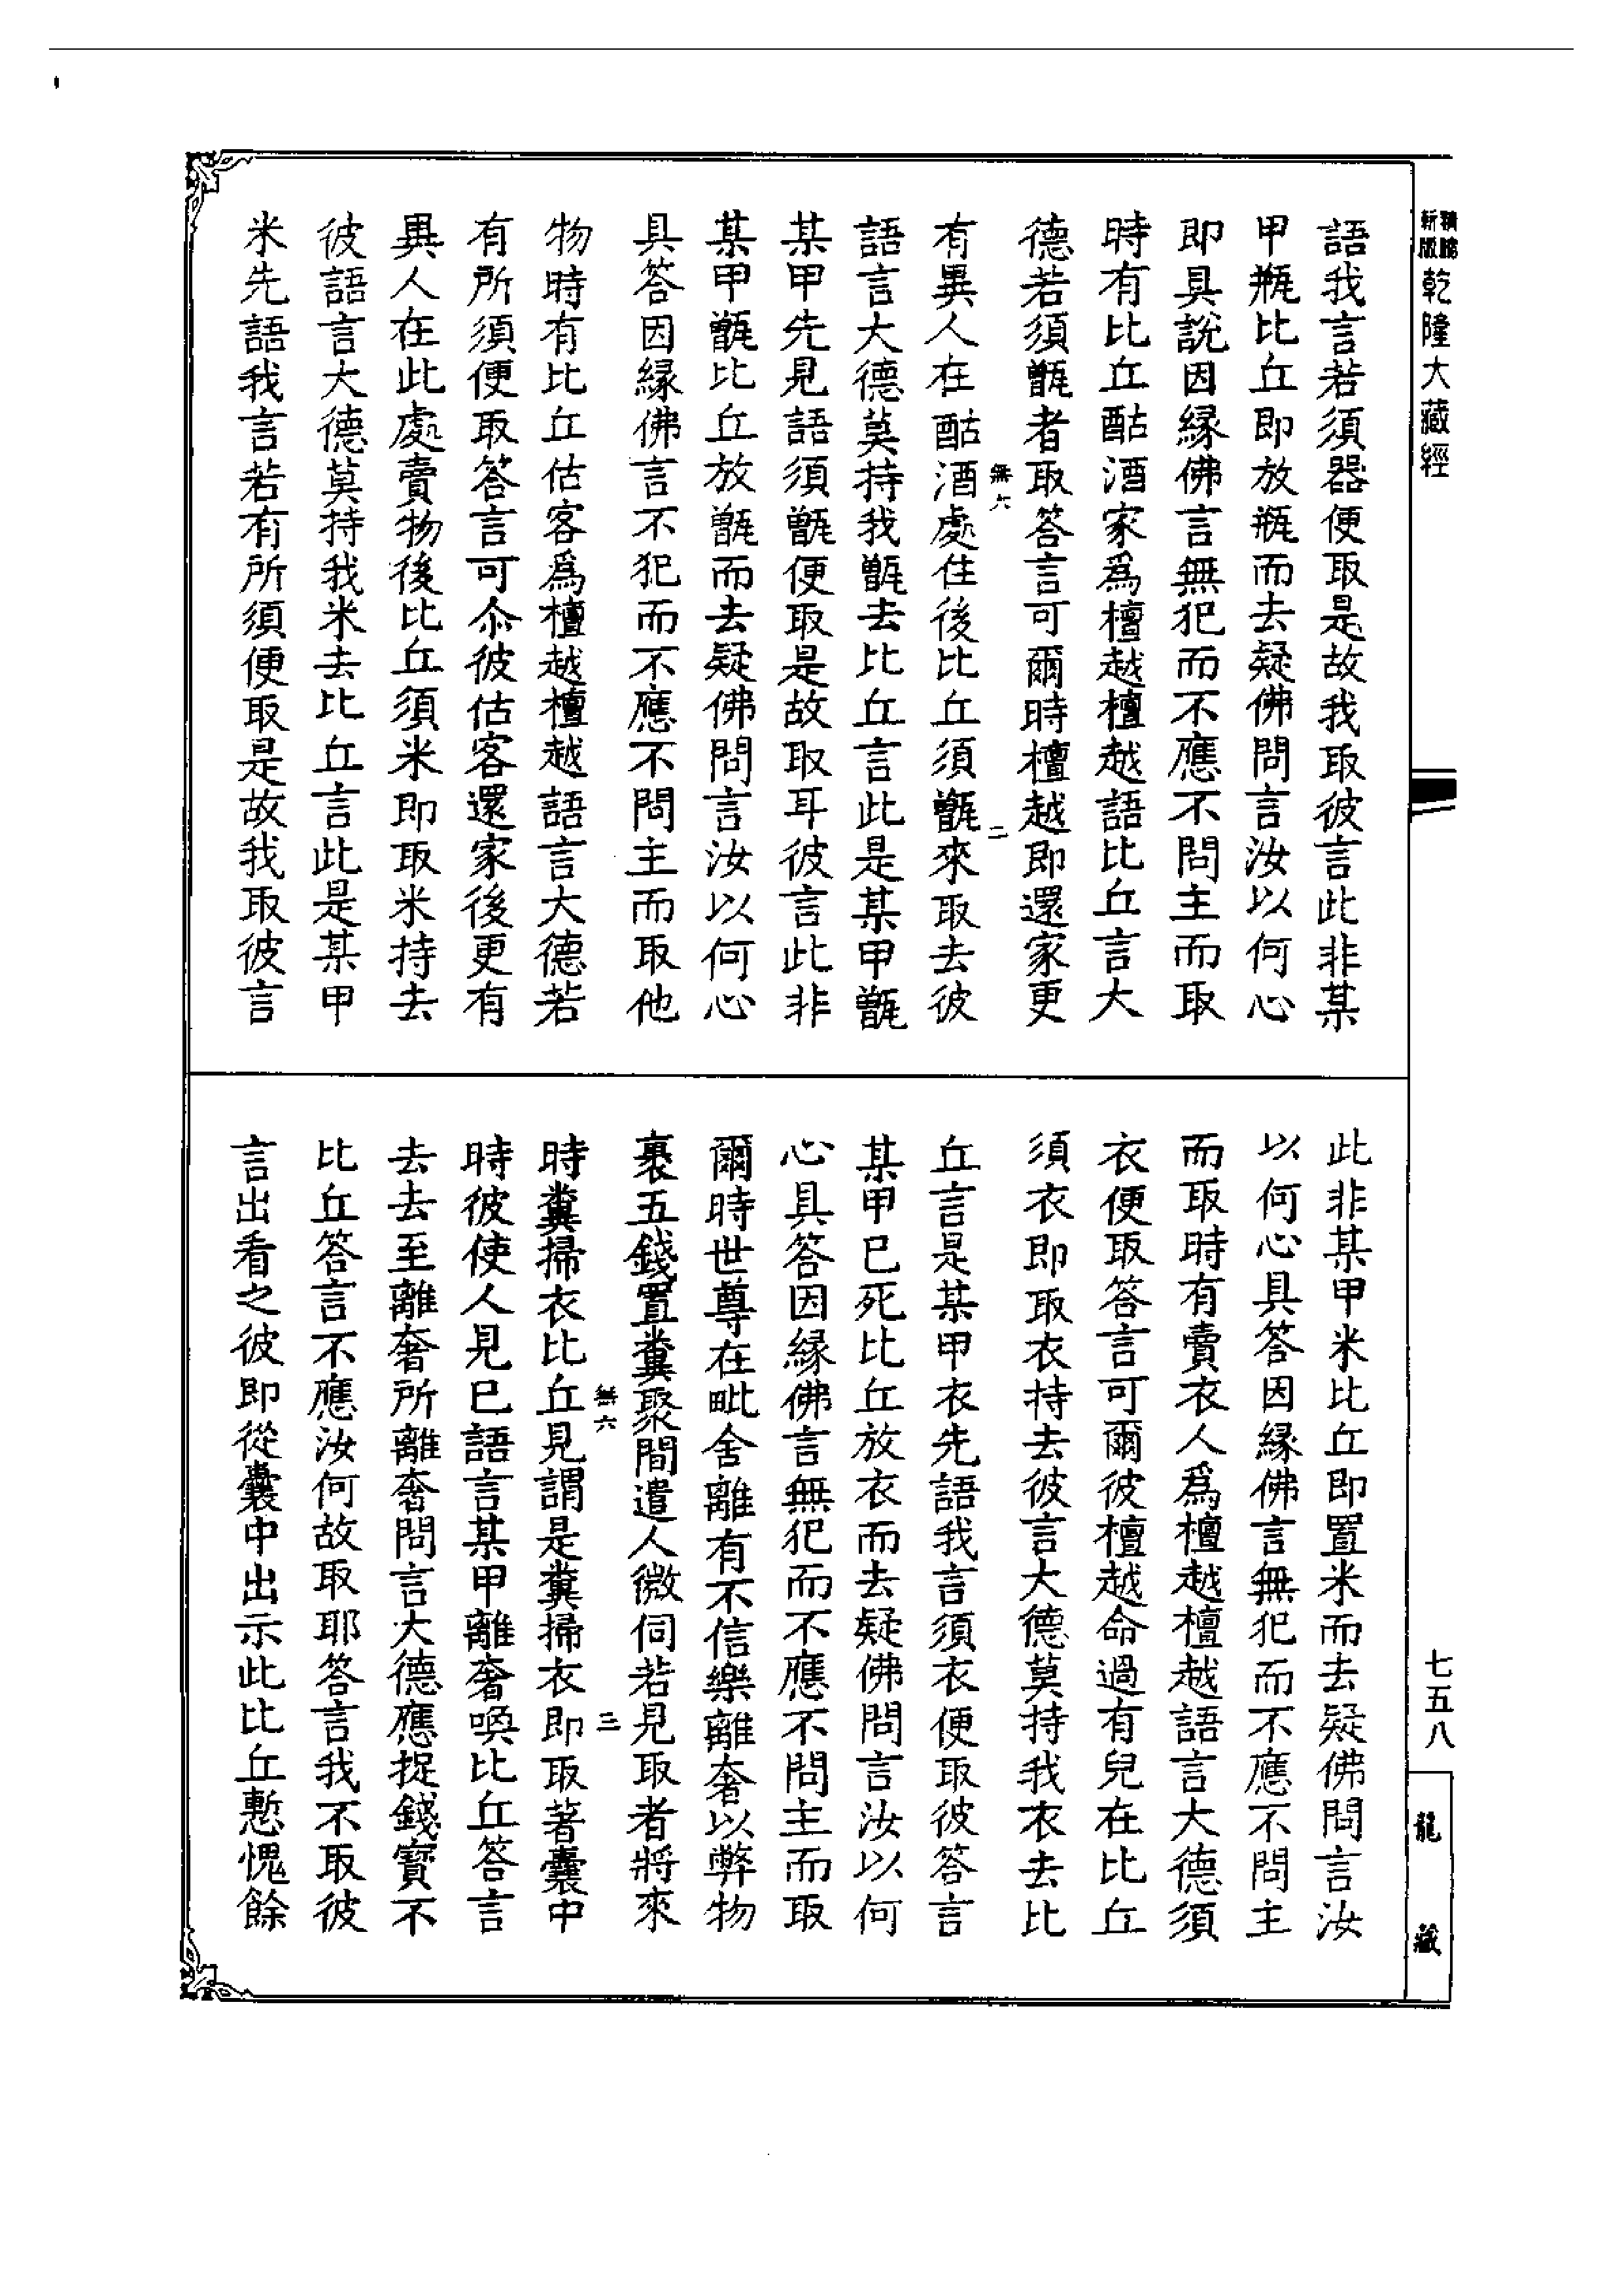 新版
精縮
乾隆大藏經
語我言若須器便取是故我取彼言此非某
甲瓶比丘即放瓶而去疑佛問言汝以何心
即具說因緣佛言無犯而不應不問主而取
時有比丘酤酒家爲檀越檀越語比丘言大
德若須甑者取答言可爾時檀越即還家更
無六
二
有異人在酤酒處住後比丘須甑來取去彼
語言大德莫持我甑去比丘言此是某甲甑
某甲先見語須甑便取是故取耳彼言此非
某甲甑比丘放甑而去疑佛問言汝以何心
具答因緣佛言不犯而不應不問主而取他
物時有比丘估客爲檀越檀越語言大德若
有所須便取答言可尒彼估客還家後更有
異人在此處賣物後比丘須米即取米持去
彼語言大德莫持我米去比丘言此是某甲
米先語我言若有所須便取是故我取彼言
此非某甲米比丘即置米而去疑佛問言汝
以何心具答因緣佛言無犯而不應不問主
而取時有賣衣人爲檀越檀越語言大德須
衣便取答言可爾彼檀越命過有兒在比丘
須衣即取衣持去彼言大德莫持我衣去比
丘言是某甲衣先語我言須衣便取彼答言
某甲已死比丘放衣而去疑佛問言汝以何
心具答因緣佛言無犯而不應不問主而取
爾時世尊在毗舍離有不信樂離奢以弊物
裹五錢置糞聚間遣人微伺若見取者將來
無六
三
時糞掃衣比丘見謂是糞掃衣即取著囊中
時彼使人見已語言某甲離奢喚比丘答言
去去至離奢所離奢問言大德應捉錢寶不
比丘答言不應汝何故取耶答言我不取彼
言出看之彼即從囊中出示此比丘慙愧餘
七五八
龍藏